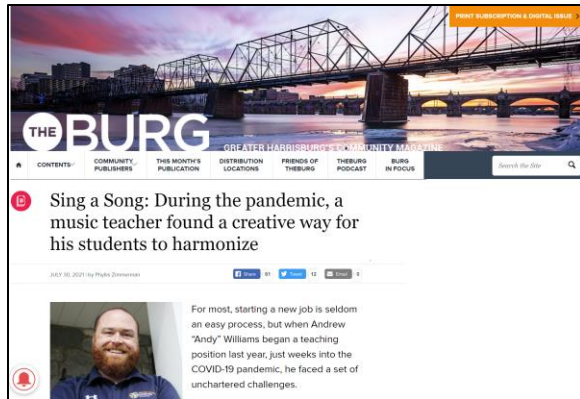 PRINT SUBSCRIPTION & DIGITAL ISSUE
THE BURG
GREATER HARRISBURG'S COMMUNITY MAGAZINE
CONTENTS
COMMUNITY PUBLISHERS
THIS MONTH'S PUBLICATION
DISTRIBUTION LOCATIONS
FRIENDS OF THEBURG
THEBURG PODCAST
BURG IN FOCUS
Search the Site
Sing a Song: During the pandemic, a
music teacher found a creative way for
his students to harmonize
JULY 30, 2021 | by Phyllis Zimmerman
Share
Tweet 12
Email
For most, starting a new job is seldom
an easy process, but when Andrew
"Andy" Williams began a teaching
position last year, just weeks into the
COVID-19 pandemic, he faced a set of
unchartered challenges.